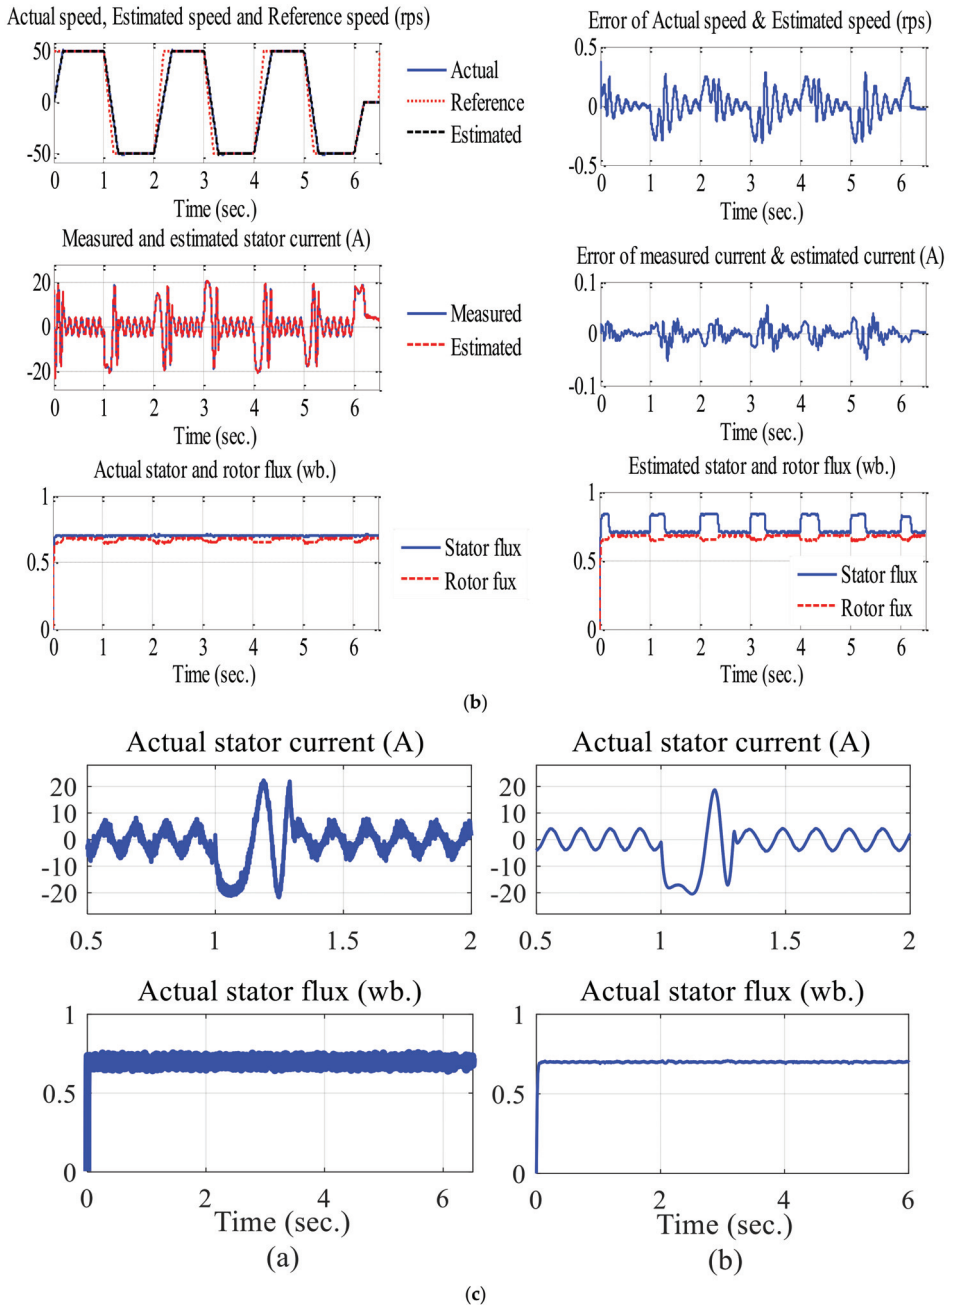 Actual speed, Estimated speed and Reference speed (rps)
50
0
-50
0 1 2 3 4 5 6
Time (sec.)
Actual
Reference
Estimated
Error of Actual speed & Estimated speed (rps)
0.5
0
-0.5
0 1 2 3 4 5 6
Time (sec.)
Measured and estimated stator current (A)
20
0
-20
0 1 2 3 4 5 6
Time (sec.)
Measured
Estimated
Error of measured current & estimated current (A)
0.1
0
-0.1
0 1 2 3 4 5 6
Time (sec.)
Actual stator and rotor flux (wb.)
1
0.5
0
0 1 2 3 4 5 6
Time (sec.)
Stator flux
Rotor fux
Estimated stator and rotor flux (wb.)
1
0.5
0
0 1 2 3 4 5 6
Time (sec.)
Stator flux
Rotor fux
(b)
Actual stator current (A)
20
10
0
-10
-20
0.5 1 1.5 2
Actual stator current (A)
20
10
0
-10
-20
0.5 1 1.5 2
Actual stator flux (wb.)
1
0.5
0
0 2 4 6
Time (sec.)
(a)
Actual stator flux (wb.)
1
0.5
0
0 2 4 6
Time (sec.)
(b)
(c)